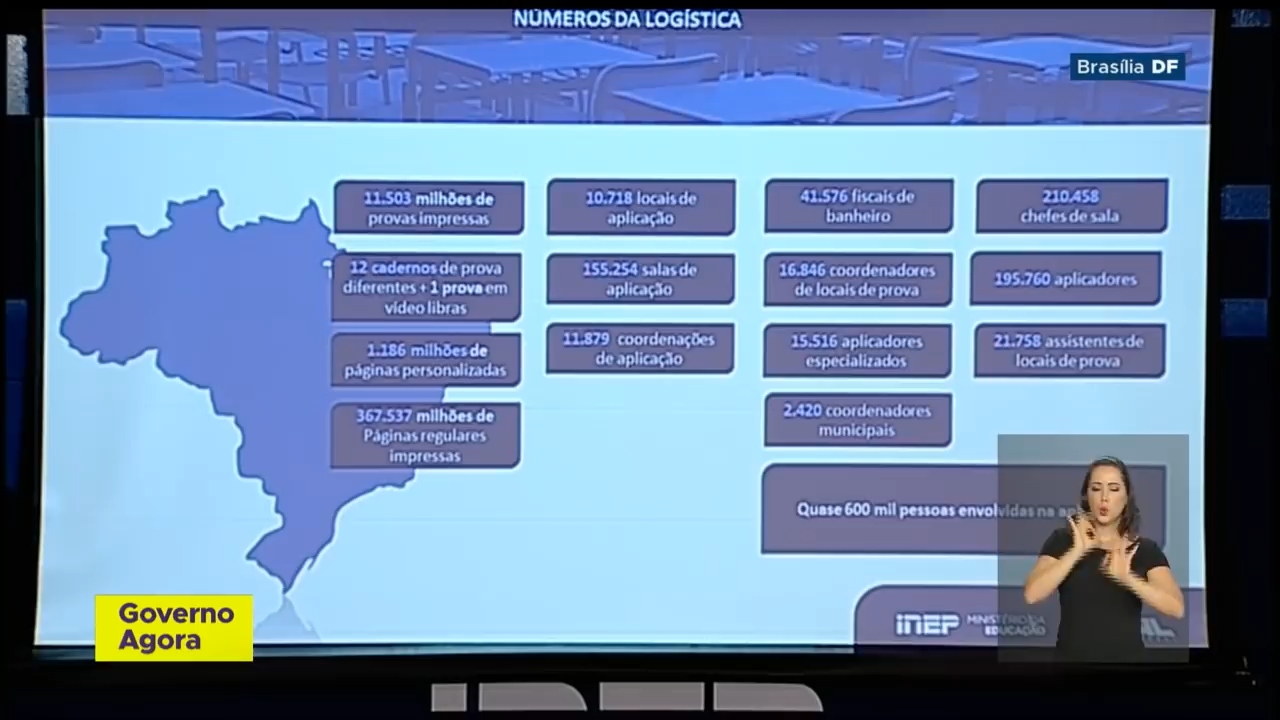 NÚMEROS DA LOGÍSTICA
Brasília DF
11.503 milhões de
provas impressas
12 cadernos de prova
diferentes + 1 prova em
vídeo libras
1.186 milhões de
páginas personalizadas
367.537 milhões de
Páginas regulares
impressas
10.718 locais de
aplicação
155.254 salas de
aplicação
11.879 coordenações
de aplicação
41.576 fiscais de
banheiro
16.846 coordenadores
de locais de prova
15.516 aplicadores
especializados
2.420 coordenadores
municipais
210.458
chefes de sala
195.760 aplicadores
21.758 assistentes de
locais de prova
Quase 600 mil pessoas envolvidas na
Governo
Agora
inep
MINISTÉRIO DA
EDUCAÇÃO